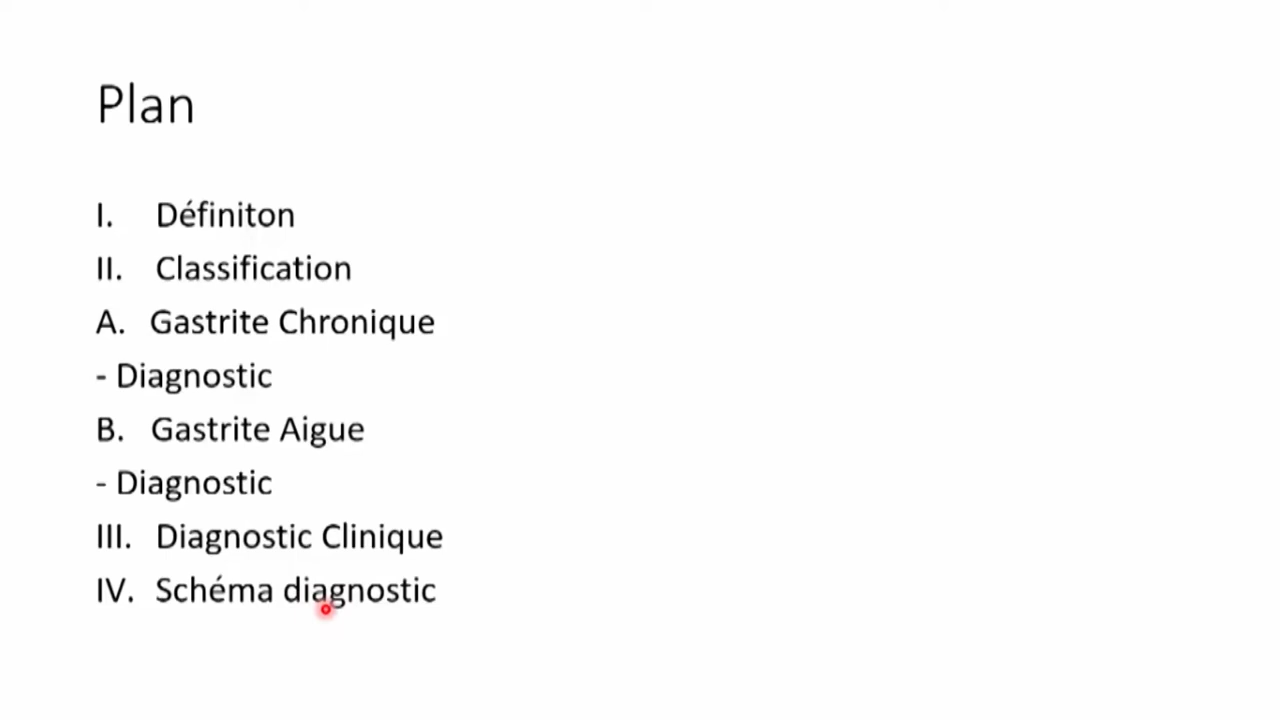 Plan
I. Définiton
II. Classification
A. Gastrite Chronique
- Diagnostic
B. Gastrite Aigue
- Diagnostic
III. Diagnostic Clinique
IV. Schéma diagnostic